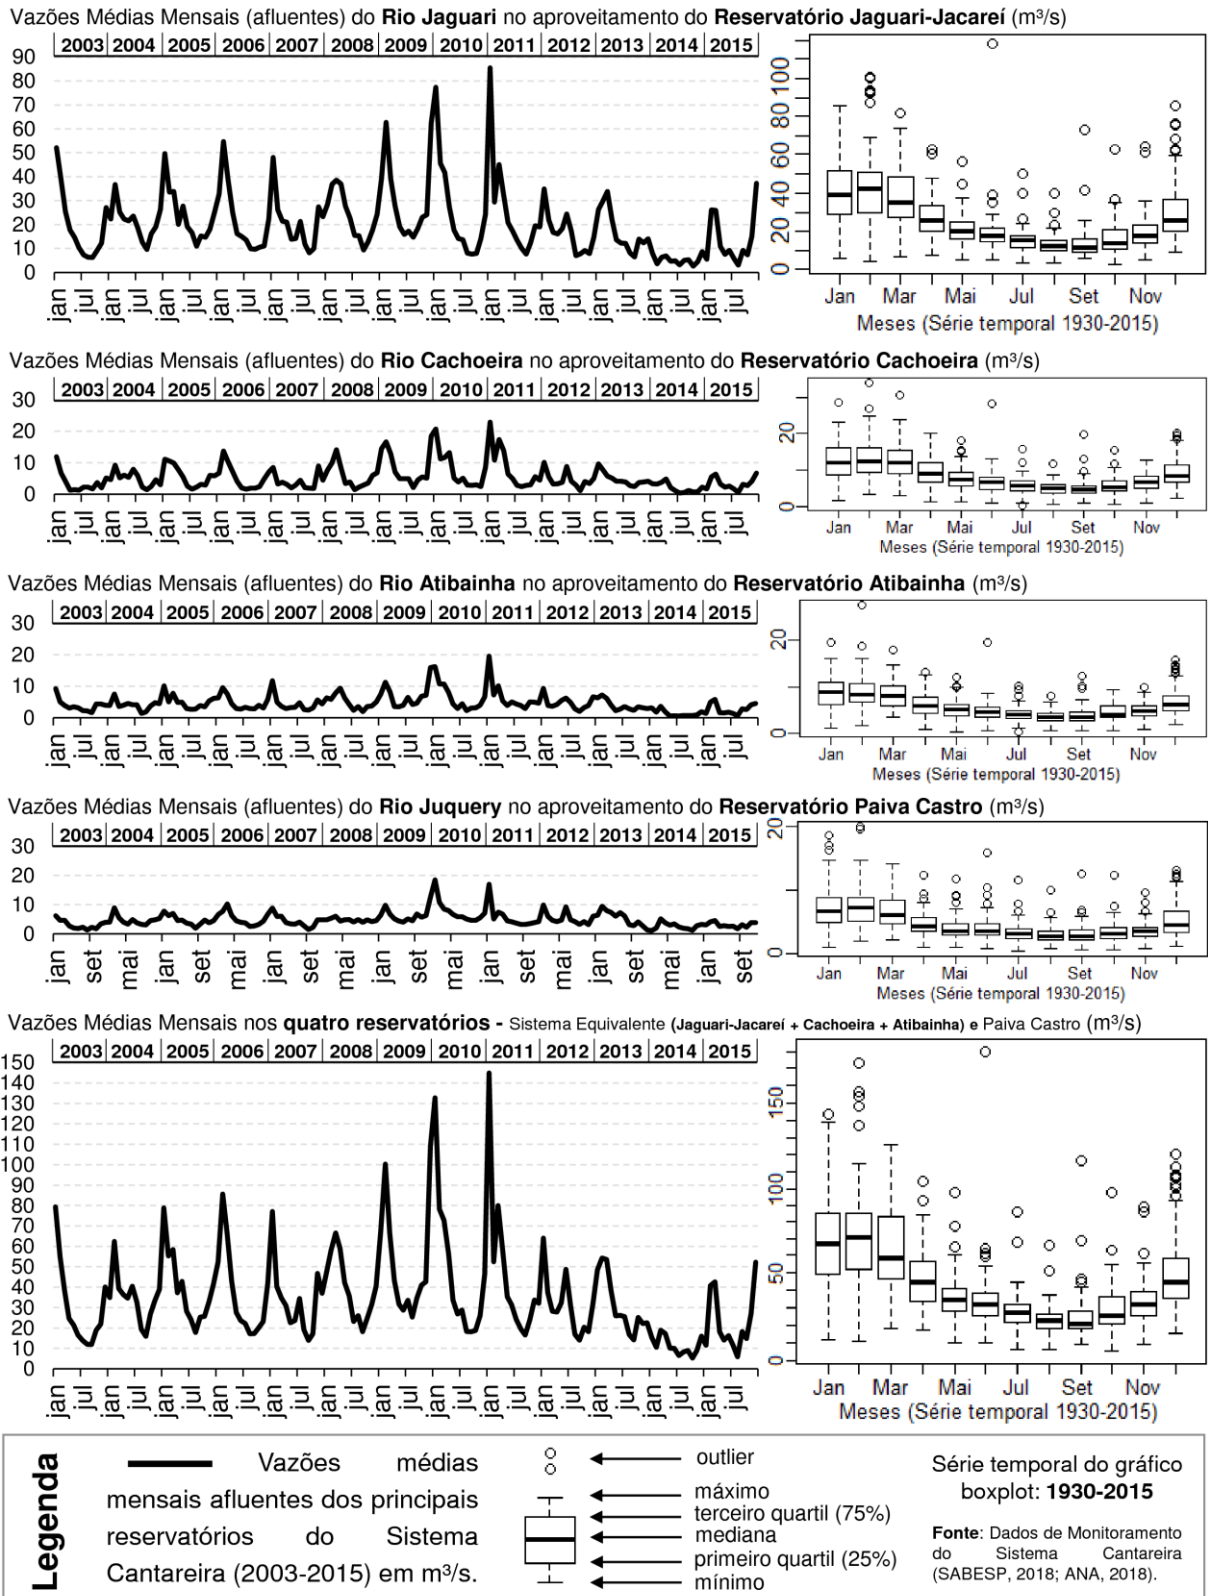 Vazões Médias Mensais (afluentes) do Rio Jaguari no aproveitamento do Reservatório Jaguari-Jacareí (m³/s)
2003 2004 2005 2006 2007 2008 2009 2010 2011 2012 2013 2014 2015
90
80
70
60
50
40
30
20
10
0
jan jul jan jul jan jul jan jul jan jul jan jul jan jul jan jul jan jul jan jul jan jul jan jul jan jul
0 20 40 60 80 100
Jan Mar Mai Jul Set Nov
Meses (Série temporal 1930-2015)
Vazões Médias Mensais (afluentes) do Rio Cachoeira no aproveitamento do Reservatório Cachoeira (m³/s)
2003 2004 2005 2006 2007 2008 2009 2010 2011 2012 2013 2014 2015
30
20
10
0
jan jul jan jul jan jul jan jul jan jul jan jul jan jul jan jul jan jul jan jul jan jul jan jul jan jul
0 20
Jan Mar Mai Jul Set Nov
Meses (Série temporal 1930-2015)
Vazões Médias Mensais (afluentes) do Rio Atibainha no aproveitamento do Reservatório Atibainha (m³/s)
2003 2004 2005 2006 2007 2008 2009 2010 2011 2012 2013 2014 2015
30
20
10
0
jan jul jan jul jan jul jan jul jan jul jan jul jan jul jan jul jan jul jan jul jan jul jan jul jan jul
0 20
Jan Mar Mai Jul Set Nov
Meses (Série temporal 1930-2015)
Vazões Médias Mensais (afluentes) do Rio Juquery no aproveitamento do Reservatório Paiva Castro (m³/s)
2003 2004 2005 2006 2007 2008 2009 2010 2011 2012 2013 2014 2015
30
20
10
0
jan set mai jan set mai jan set mai jan set mai jan set mai jan set mai jan set
0 20
Jan Mar Mai Jul Set Nov
Meses (Série temporal 1930-2015)
Vazões Médias Mensais nos quatro reservatórios - Sistema Equivalente (Jaguari-Jacareí + Cachoeira + Atibainha) e Paiva Castro (m³/s)
2003 2004 2005 2006 2007 2008 2009 2010 2011 2012 2013 2014 2015
150
140
130
120
110
100
90
80
70
60
50
40
30
20
10
0
jan jul jan jul jan jul jan jul jan jul jan jul jan jul jan jul jan jul jan jul jan jul jan jul jan jul
0 50 100 150
Jan Mar Mai Jul Set Nov
Meses (Série temporal 1930-2015)
Legenda
Vazões médias
mensais afluentes dos principais
reservatórios do Sistema
Cantareira (2003-2015) em m³/s.
outlier
máximo
terceiro quartil (75%)
mediana
primeiro quartil (25%)
mínimo
Série temporal do gráfico
boxplot: 1930-2015
Fonte: Dados de Monitoramento
do Sistema Cantareira
(SABESP, 2018; ANA, 2018).